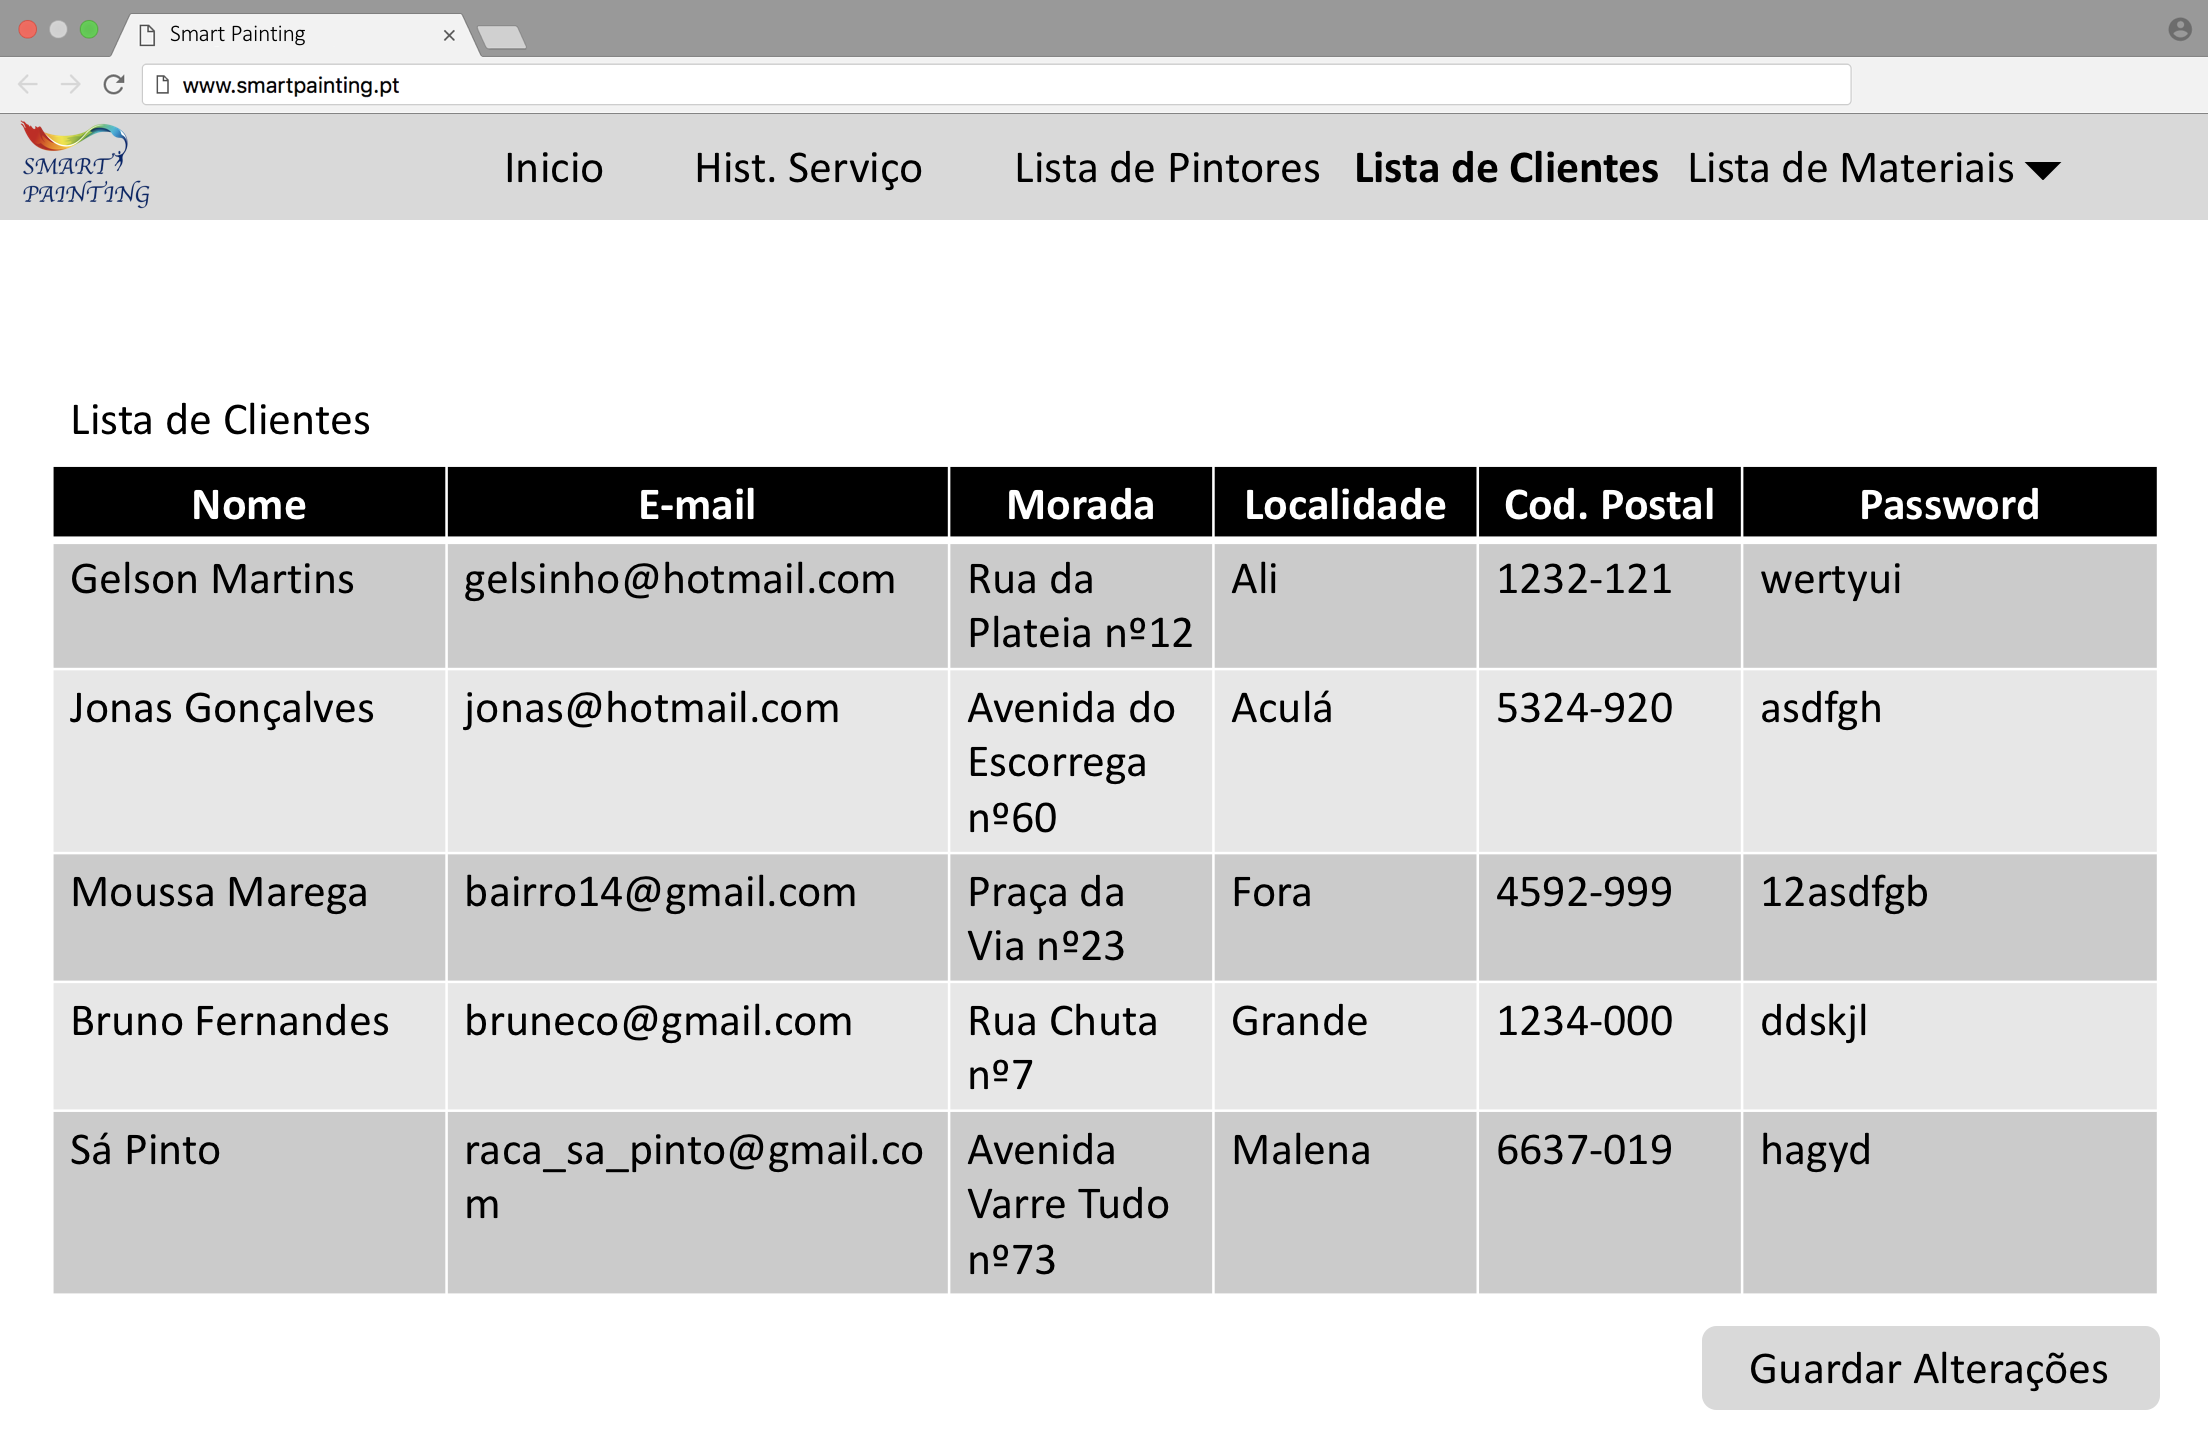 Smart Painting
www.smartpainting.pt
SMART
PAINTING
Inicio Hist. Serviço Lista de Pintores Lista de Clientes Lista de Materiais
Lista de Clientes
Nome E-mail Morada Localidade Cod. Postal Password
Gelson Martins gelsinho@hotmail.com Rua da Ali 1232-121 wertyui
Plateia nº12
Jonas Gonçalves jonas@hotmail.com Avenida do Aculá 5324-920 asdfgh
Escorrega
nº60
Moussa Marega bairro14@gmail.com Praça da Fora 4592-999 12asdfgb
Via nº23
Bruno Fernandes bruneco@gmail.com Rua Chuta Grande 1234-000 ddskjl
nº7
Sá Pinto raca_sa_pinto@gmail.co Avenida Malena 6637-019 hagyd
m Varre Tudo
nº73
Guardar Alterações